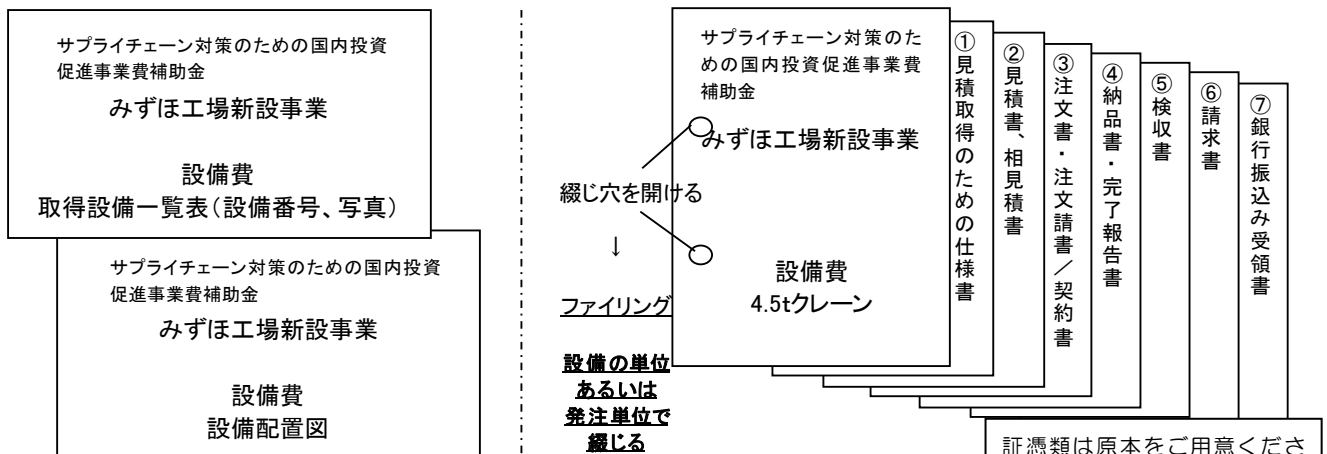 サプライチェーン対策のための国内投資
促進事業費補助金
みずほ工場新設事業
設備費
取得設備一覧表（設備番号、写真）
サプライチェーン対策のための国内投資
促進事業費補助金
みずほ工場新設事業
設備費
設備配置図
綴じ穴を開ける
↓
ファイリング
設備の単位
あるいは
発注単位で
綴じる
サプライチェーン対策のた
めの国内投資促進事業費
補助金
みずほ工場新設事業
設備費
4.5tクレーン
①見積取得のための仕様書
②見積書、相見積書
③注文書・注文請書／契約書
④納品書・完了報告書
⑤検収書
⑥請求書
⑦銀行振込み受領書
証憑類は原本をご用意くださ